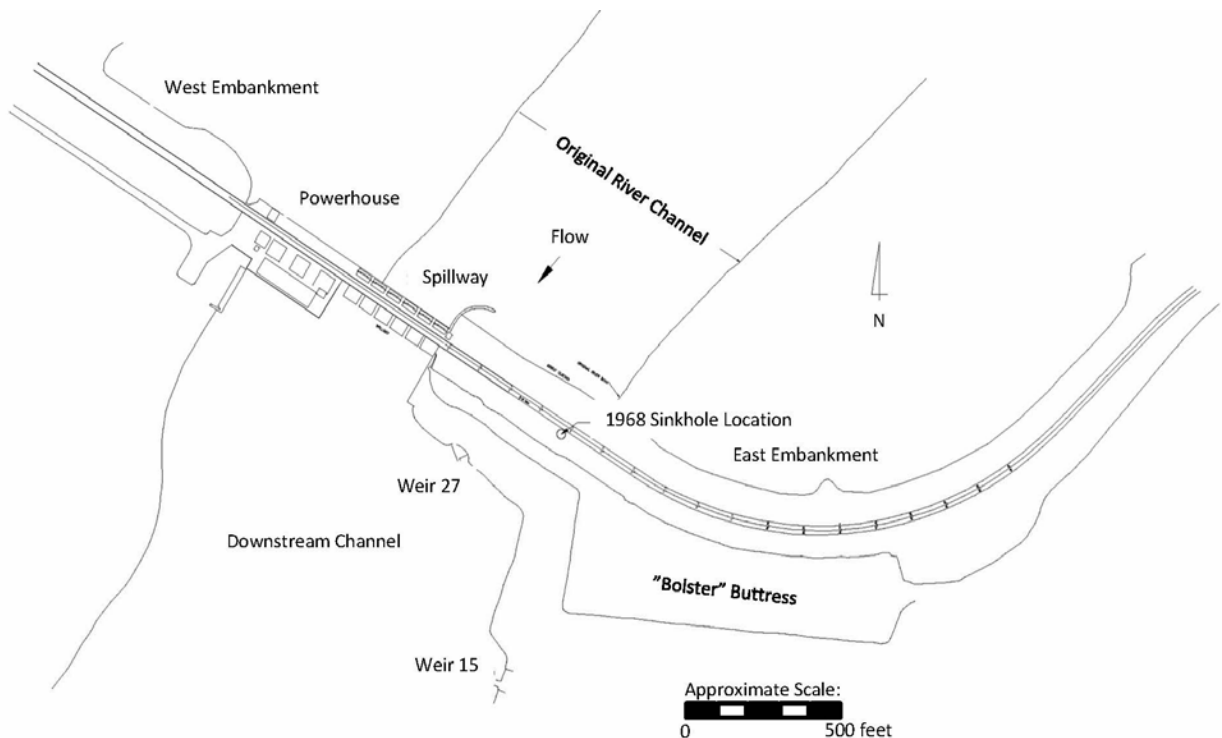 West Embankment
Powerhouse
Original River Channel
Flow
Spillway
N
1968 Sinkhole Location
East Embankment
Weir 27
Downstream Channel
"Bolster" Buttress
Weir 15
Approximate Scale:
0 500 feet